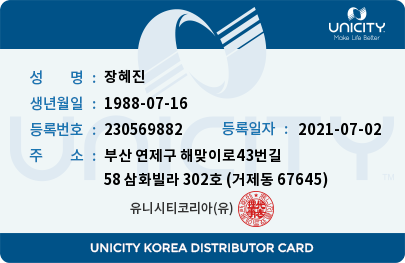 UNICITY
Make Life Better
성 명 : 장혜진
생년월일 : 1988-07-16
등록번호 : 230569882 등록일자 : 2021-07-02
주 소 : 부산 연제구 해맞이로43번길
58 삼화빌라 302호 (거제동 67645)
유니시티코리아(유)
UNICITY
UNICITY KOREA DISTRIBUTOR CARD